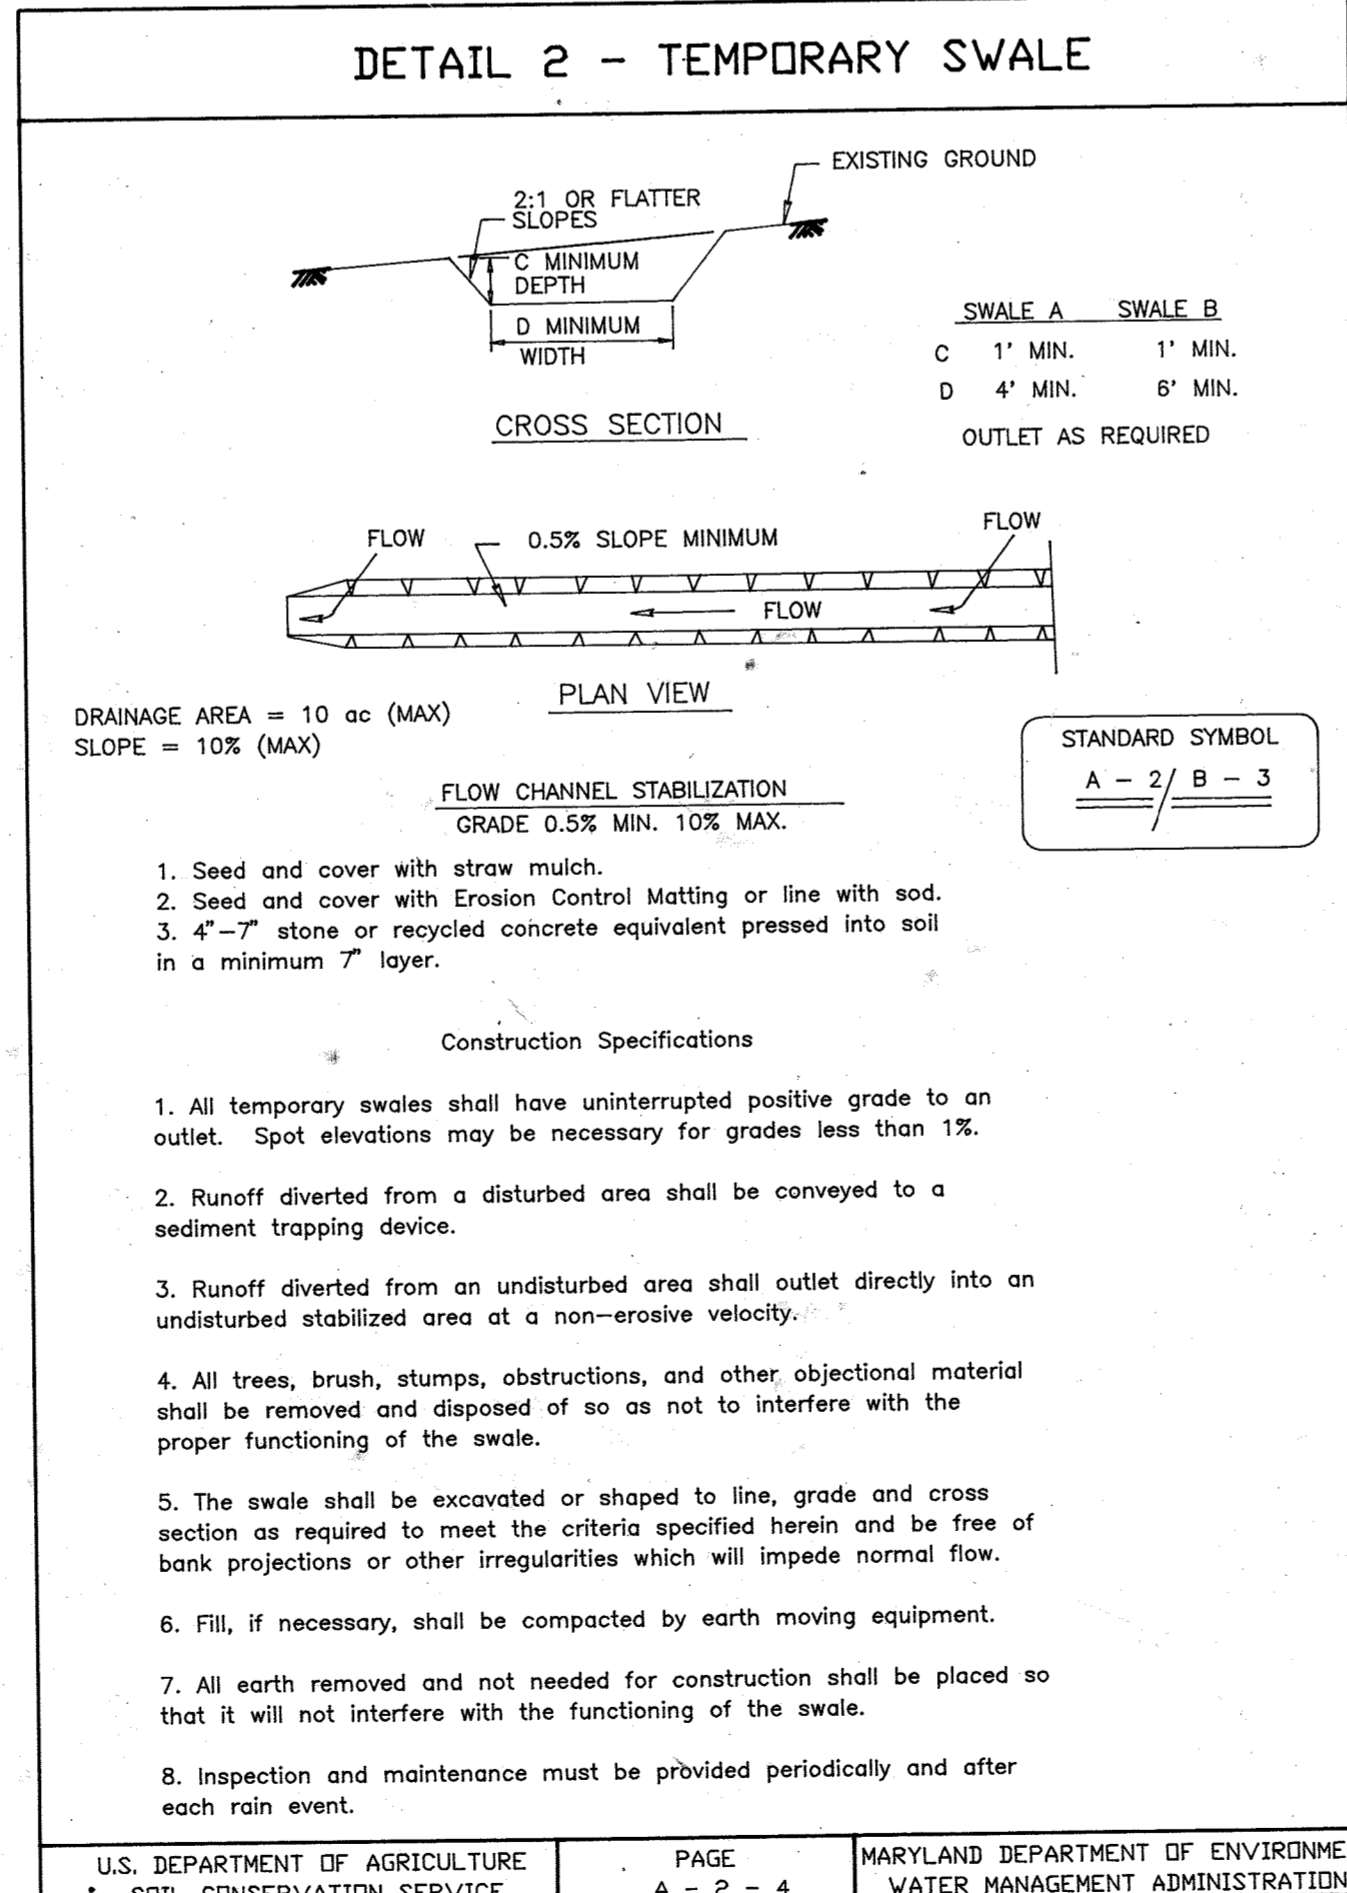 DETAIL 2 - TEMPORARY SWALE
EXISTING GROUND
2:1 OR FLATTER
SLOPES
C MINIMUM
DEPTH
D MINIMUM
WIDTH
SWALE A SWALE B
C 1' MIN. 1' MIN.
D 4' MIN. 6' MIN.
CROSS SECTION
OUTLET AS REQUIRED
FLOW
0.5% SLOPE MINIMUM
FLOW
FLOW
PLAN VIEW
DRAINAGE AREA = 10 ac (MAX)
SLOPE = 10% (MAX)
STANDARD SYMBOL
A - 2/ B - 3
FLOW CHANNEL STABILIZATION
GRADE 0.5% MIN. 10% MAX.
1. Seed and cover with straw mulch.
2. Seed and cover with Erosion Control Matting or line with sod.
3. 4"-7" stone or recycled concrete equivalent pressed into soil
in a minimum 7" layer.
Construction Specifications
1. All temporary swales shall have uninterrupted positive grade to an
outlet. Spot elevations may be necessary for grades less than 1%.
2. Runoff diverted from a disturbed area shall be conveyed to a
sediment trapping device.
3. Runoff diverted from an undisturbed area shall outlet directly into an
undisturbed stabilized area at a non-erosive velocity.
4. All trees, brush, stumps, obstructions, and other objectional material
shall be removed and disposed of so as not to interfere with the
proper functioning of the swale.
5. The swale shall be excavated or shaped to line, grade and cross
section as required to meet the criteria specified herein and be free of
bank projections or other irregularities which will impede normal flow.
6. Fill, if necessary, shall be compacted by earth moving equipment.
7. All earth removed and not needed for construction shall be placed so
that it will not interfere with the functioning of the swale.
8. Inspection and maintenance must be provided periodically and after
each rain event.
U.S. DEPARTMENT OF AGRICULTURE
SOIL CONSERVATION SERVICE
PAGE
A - 2 - 4
MARYLAND DEPARTMENT OF ENVIRONME
WATER MANAGEMENT ADMINISTRATION